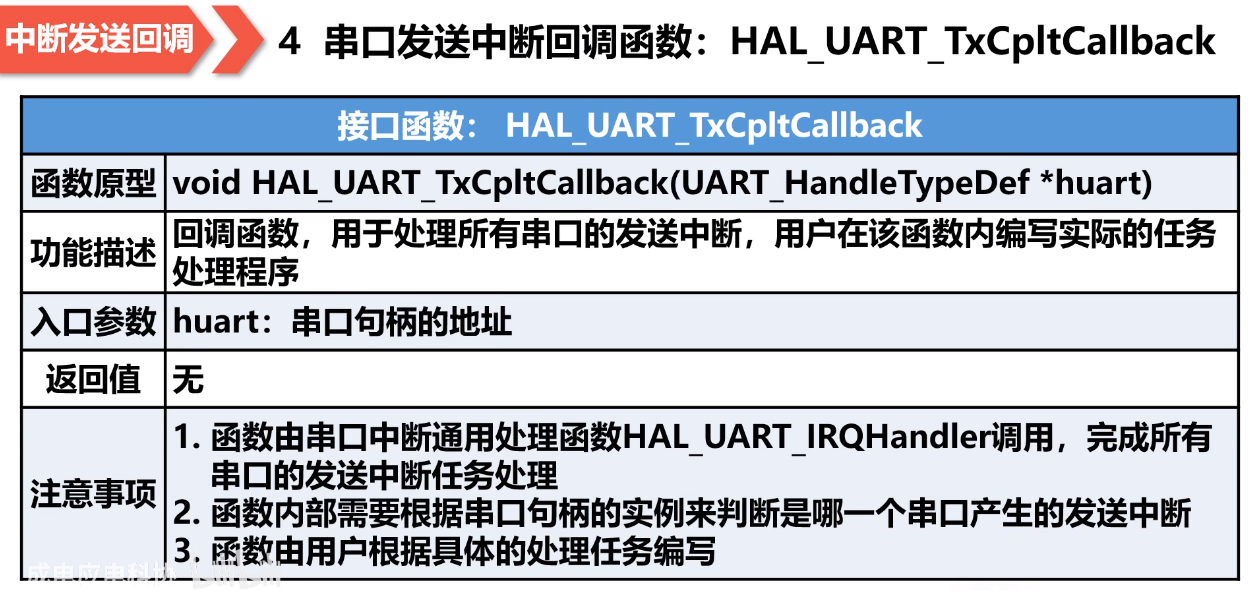 中断发送回调
4 串口发送中断回调函数：HAL_UART_TxCpltCallback
接口函数： HAL_UART_TxCpltCallback
函数原型
void HAL_UART_TxCpltCallback(UART_HandleTypeDef *huart)
功能描述
回调函数，用于处理所有串口的发送中断，用户在该函数内编写实际的任务
处理程序
入口参数
huart：串口句柄的地址
返回值
无
注意事项
1. 函数由串口中断通用处理函数HAL_UART_IRQHandler调用，完成所有
串口的发送中断任务处理
2. 函数内部需要根据串口句柄的实例来判断是哪一个串口产生的发送中断
3. 函数由用户根据具体的处理任务编写
成电应电科协 bilibili